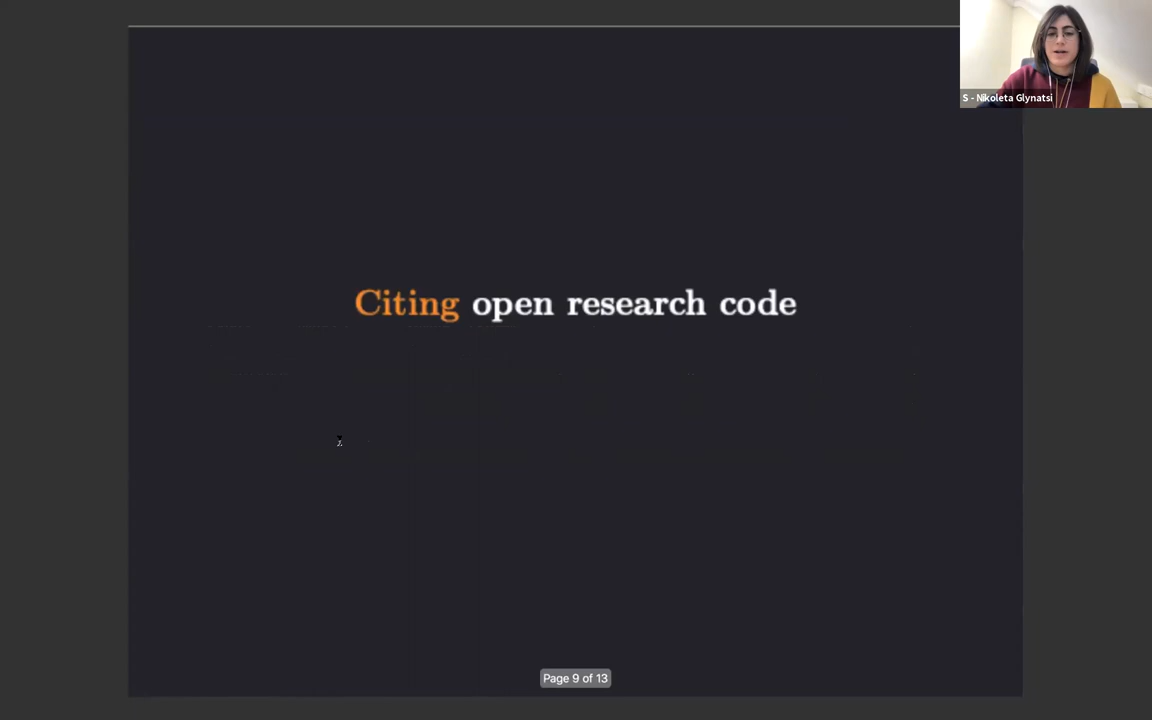 S - Nikoleta Glynatsi
Citing open research code
Page 9 of 13